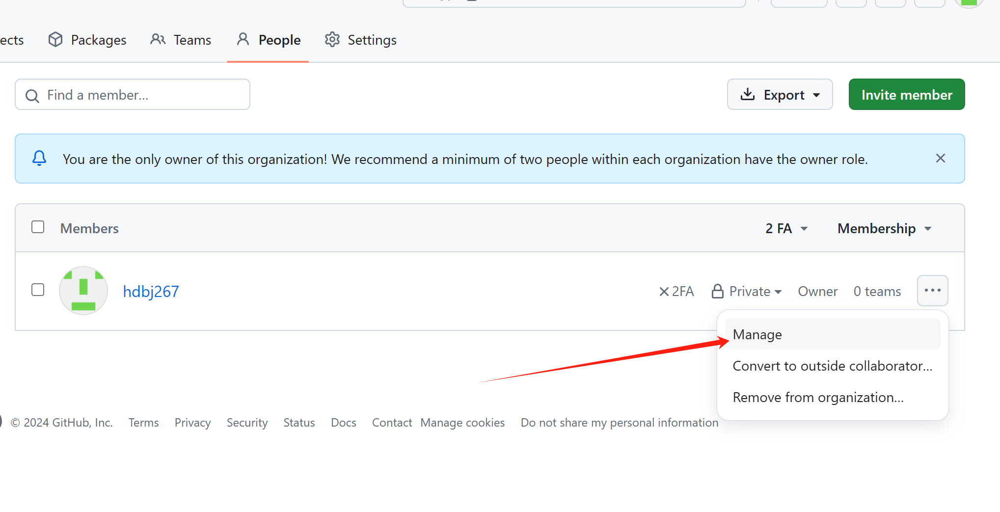 ects Packages Teams People Settings
Find a member...
Export
Invite member
You are the only owner of this organization! We recommend a minimum of two people within each organization have the owner role.
Members
2 FA Membership
hdbj267
2FA Private Owner 0 teams
Manage
Convert to outside collaborator...
Remove from organization...
© 2024 GitHub, Inc. Terms Privacy Security Status Docs Contact Manage cookies Do not share my personal information